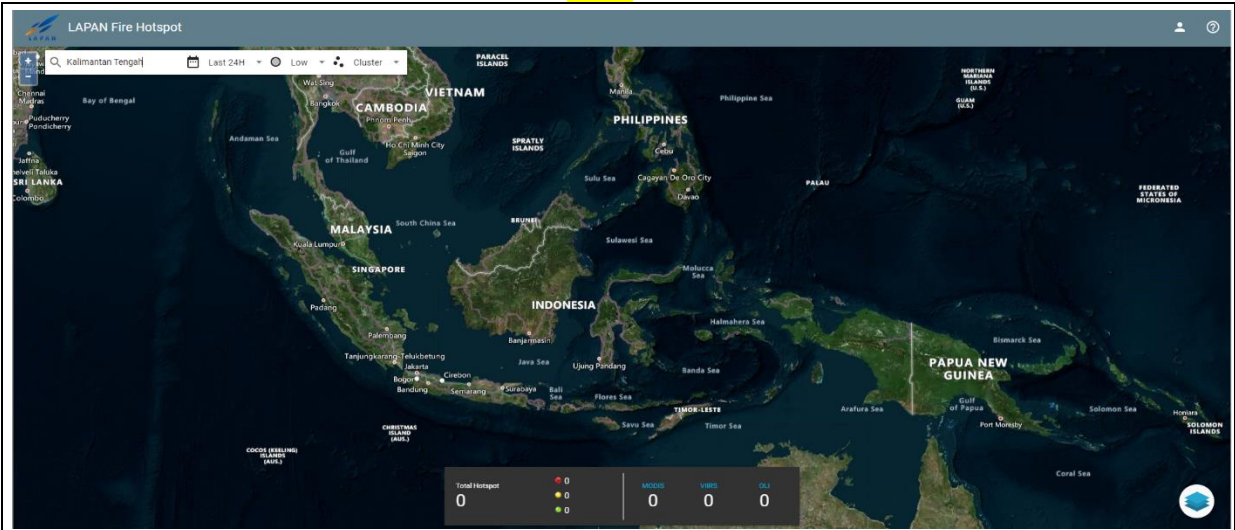 LAPAN
LAPAN Fire Hotspot
+
-
Kalimantan Tengah
Last 24H
Low
Cluster
PARACEL
ISLANDS
NORTHERN
MARIANA
ISLANDS
(U.S.)
GUAM
(U.S.)
Chennai
Madras
Bay of Bengal
Puducherry
Pondicherry
Bangkok
CAMBODIA
Phnom Penh
VIETNAM
Manila
Philippine Sea
PHILIPPINES
Andaman Sea
Gulf
of Thailand
Ho Chi Minh City
Saigon
SPRATLY
ISLANDS
Cebu
Jaffna
SRI LANKA
Colombo
Sulu Sea
Cagayan De Oro City
Davao
PALAU
FEDERATED
STATES OF
MICRONESIA
MALAYSIA
South China Sea
BRUNEI
Kuala Lumpur
Sulawesi Sea
SINGAPORE
Molucca
Sea
Padang
INDONESIA
Palembang
Banjarmasin
Halmahera Sea
Bismarck Sea
Tanjungkarang-Telukbetung
Jakarta
Java Sea
Ujung Pandang
Banda Sea
PAPUA NEW
GUINEA
Bogor
Cirebon
Bandung
Semarang
Surabaya
Bali
Sea
Flores Sea
TIMOR-LESTE
Arafura Sea
Gulf
of Papua
Port Moresby
Solomon Sea
Honiara
SOLOMON
ISLANDS
CHRISTMAS
ISLAND
(AUS.)
Savu Sea
Timor Sea
COCOS (KEELING)
ISLANDS
(AUS.)
Coral Sea
Total Hotspot
0
0
0
0
MODIS
0
VIIRS
0
OLI
0